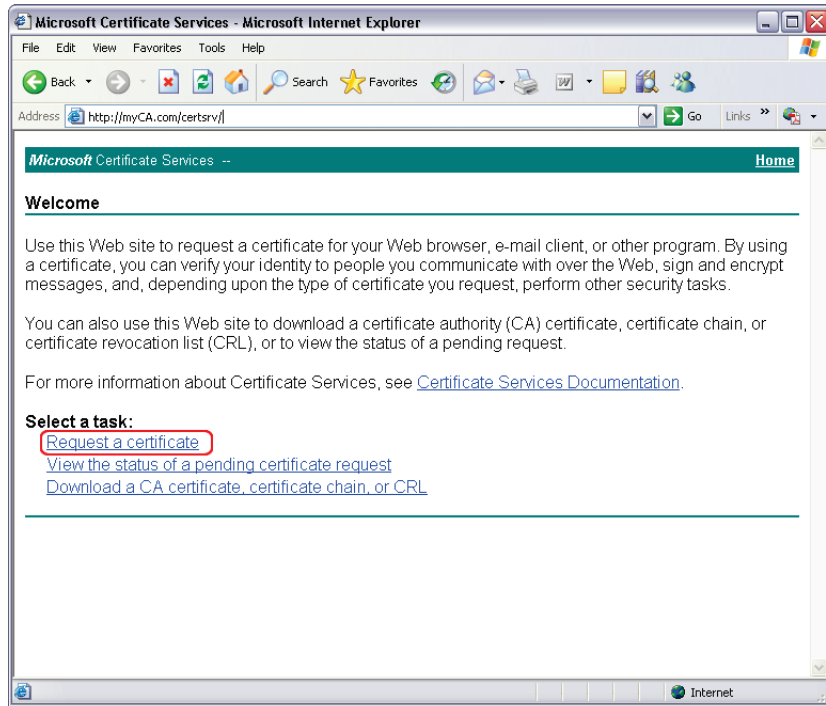 Microsoft Certificate Services - Microsoft Internet Explorer
File Edit View Favorites Tools Help
Back Search Favorites
Address http://myCA.com/certsrv/ Go Links »
Microsoft Certificate Services -- Home
Welcome
Use this Web site to request a certificate for your Web browser, e-mail client, or other program. By using
a certificate, you can verify your identity to people you communicate with over the Web, sign and encrypt
messages, and, depending upon the type of certificate you request, perform other security tasks.
You can also use this Web site to download a certificate authority (CA) certificate, certificate chain, or
certificate revocation list (CRL), or to view the status of a pending request.
For more information about Certificate Services, see Certificate Services Documentation.
Select a task:
Request a certificate
View the status of a pending certificate request
Download a CA certificate, certificate chain, or CRL
Internet